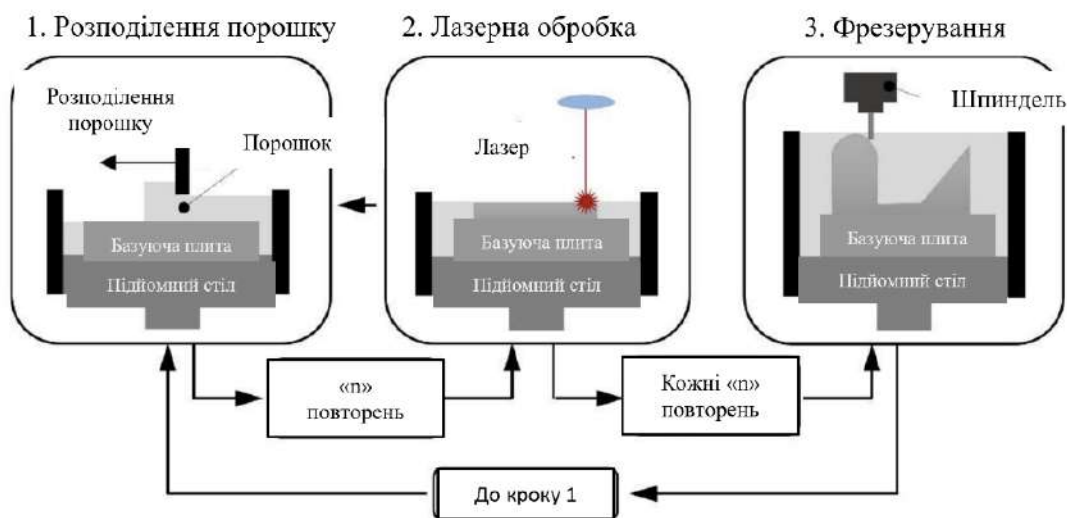 1. Розподілення порошку
2. Лазерна обробка
3. Фрезерування
Розподілення
порошку
Порошок
Базуюча плита
Підйомний стіл
Лазер
Базуюча плита
Підйомний стіл
Шпиндель
Базуюча плита
Підйомний стіл
«n»
повторень
Кожні «n»
повторень
До кроку 1